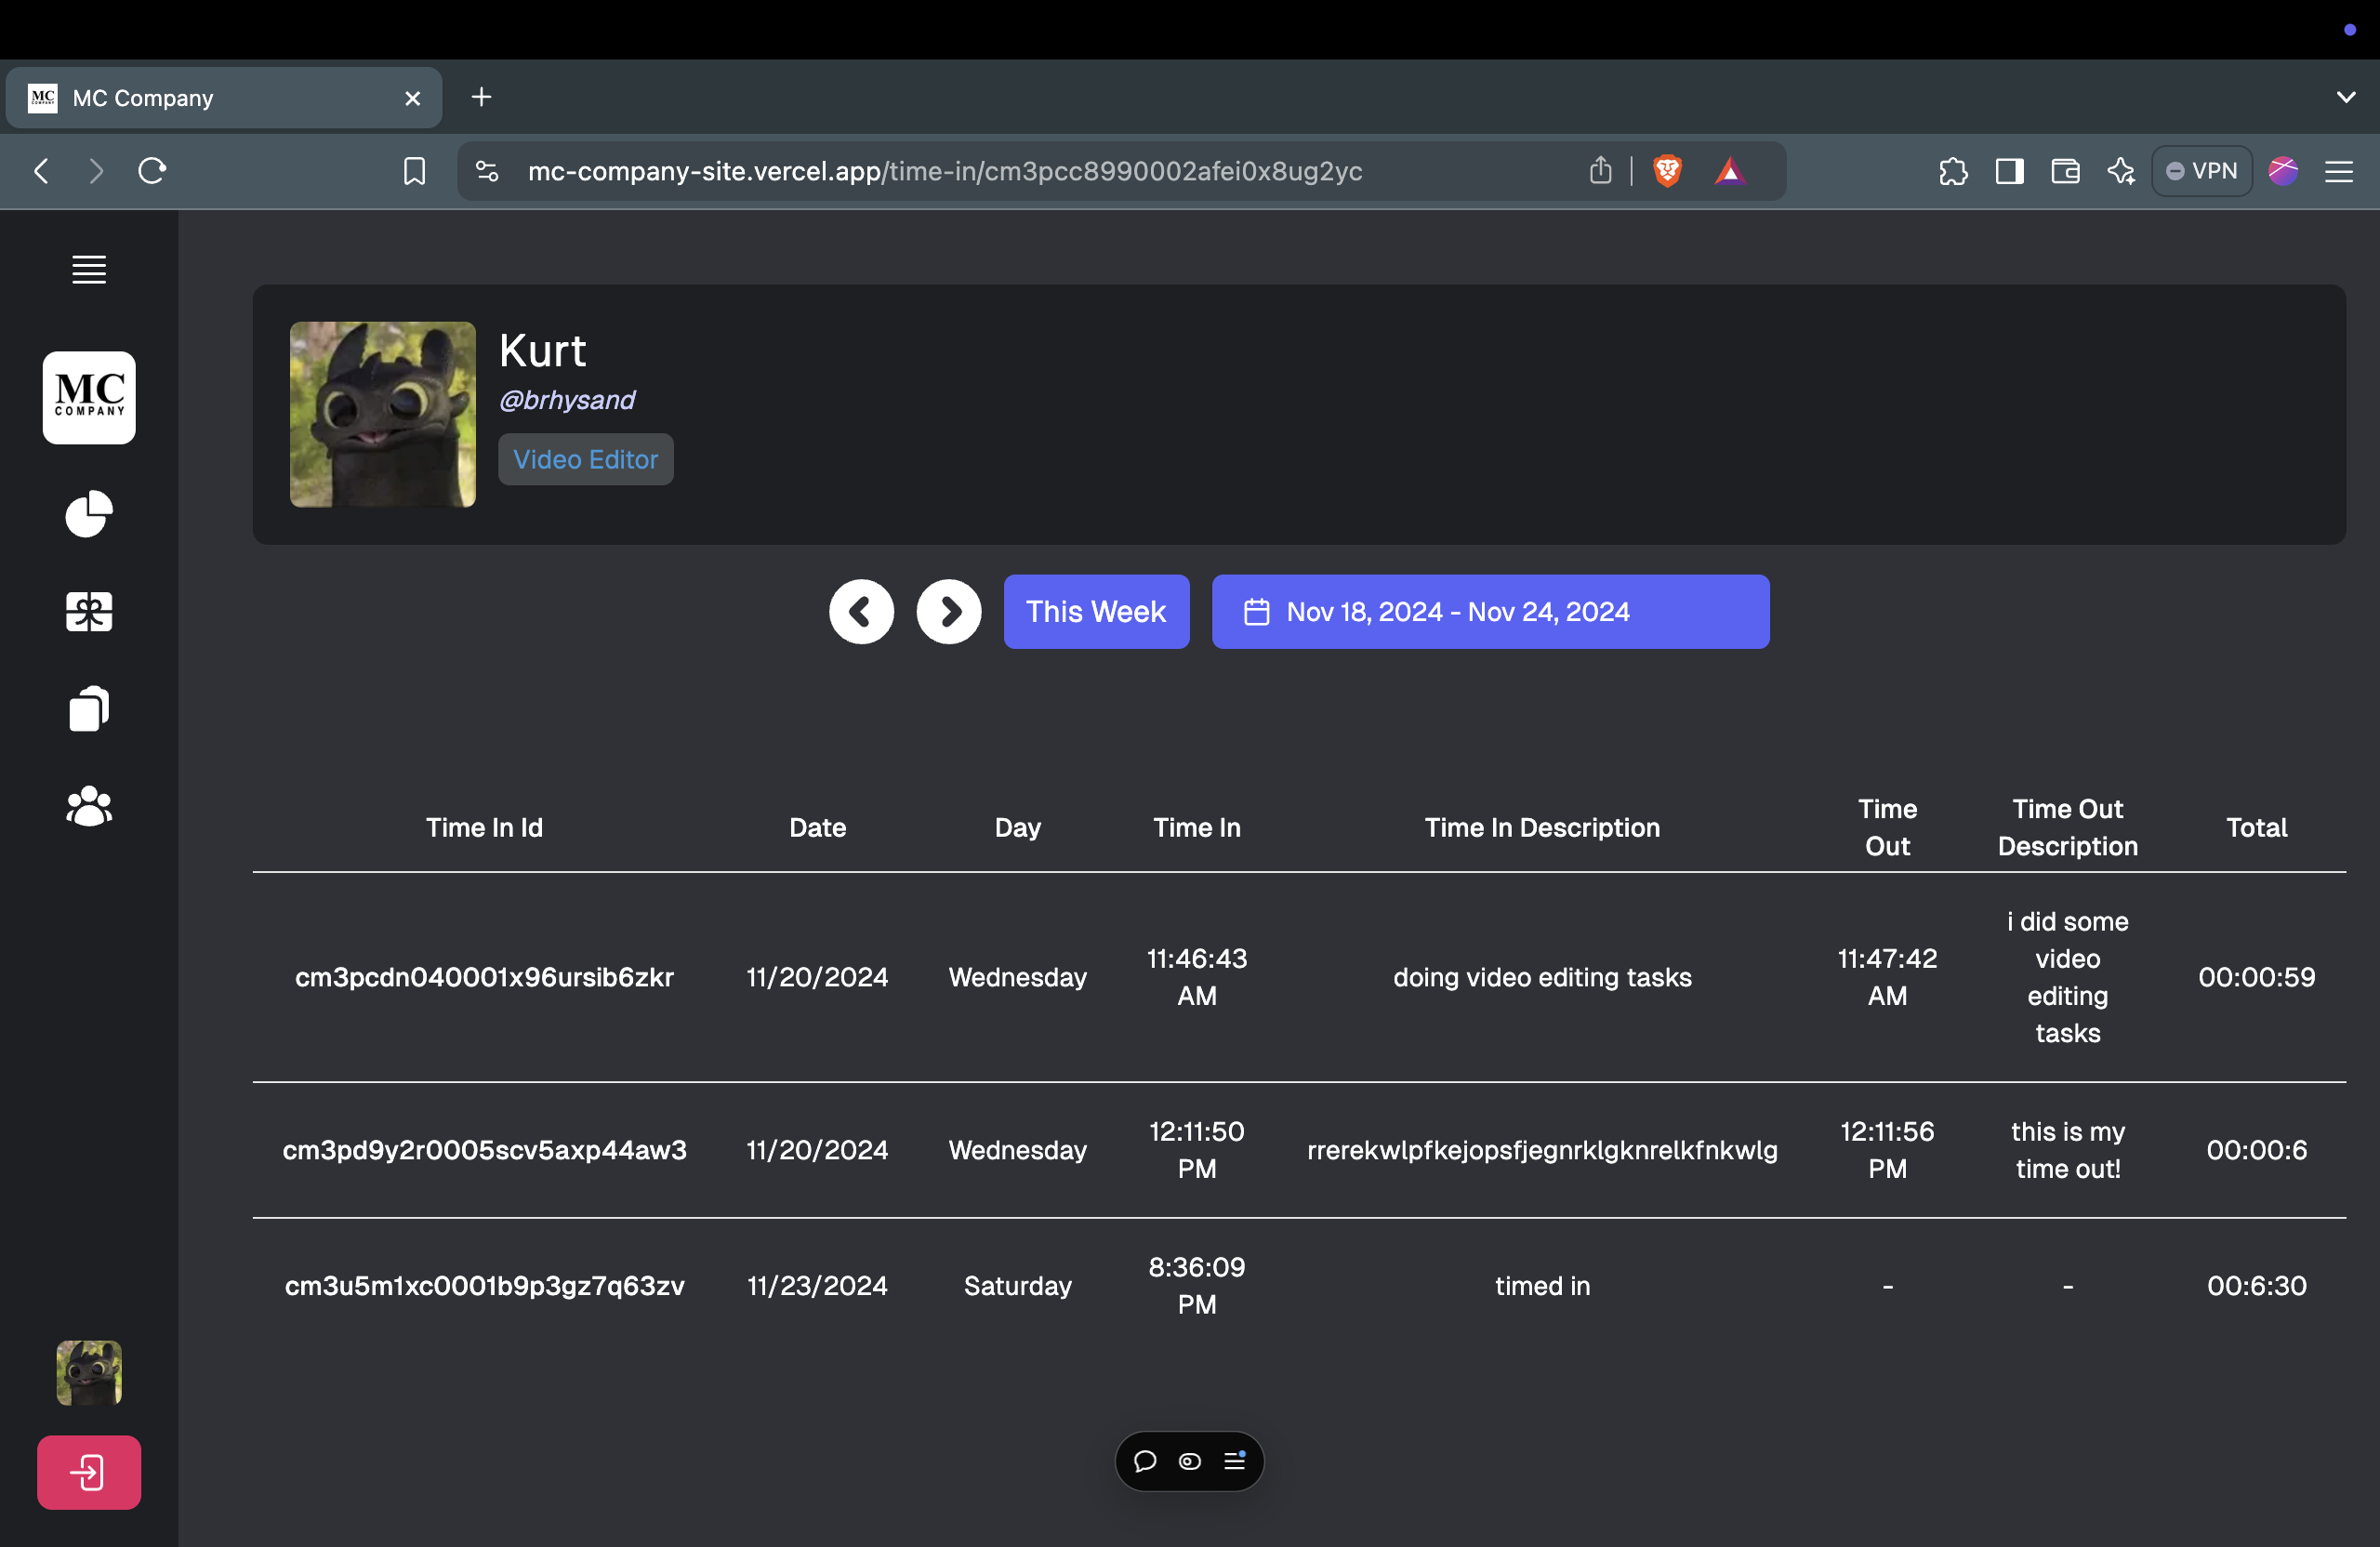 MC COMPANY
MC Company
mc-company-site.vercel.app/time-in/cm3pcc8990002afei0x8ug2yc
VPN
MC
COMPANY
Kurt
@brhysand
Video Editor
This Week
Nov 18, 2024 - Nov 24, 2024
Time In Id
Date
Day
Time In
Time In Description
Time
Out
Time Out
Description
Total
cm3pcdn040001x96ursib6zkr
11/20/2024
Wednesday
11:46:43
AM
doing video editing tasks
11:47:42
AM
i did some
video
editing
tasks
00:00:59
cm3pd9y2r0005scv5axp44aw3
11/20/2024
Wednesday
12:11:50
PM
rrerekwlpfkejopsfjegnrklgknrelkfnkwlg
12:11:56
PM
this is my
time out!
00:00:6
cm3u5m1xc0001b9p3gz7q63zv
11/23/2024
Saturday
8:36:09
PM
timed in
-
-
00:6:30